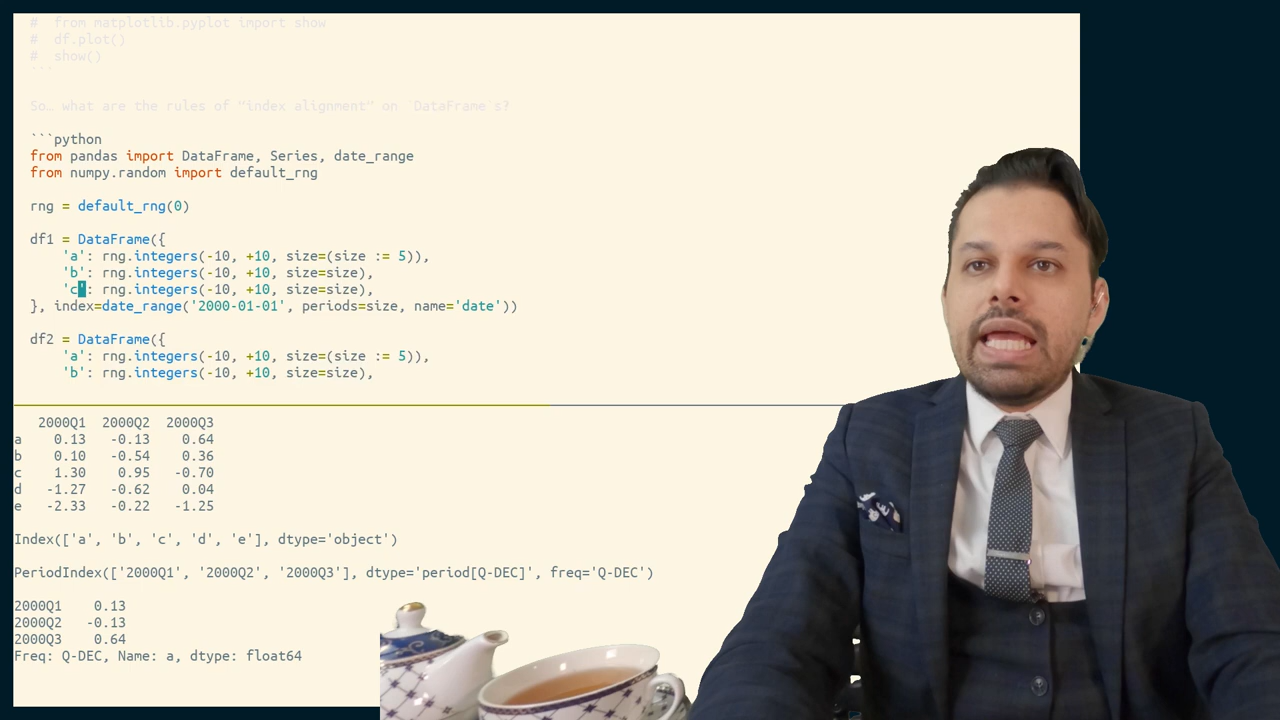 #  from matplotlib.pyplot import show
#  df.plot()
#  show()
```
So… what are the rules of “index alignment” on `DataFrame`s?
```python
from pandas import DataFrame, Series, date_range
from numpy.random import default_rng
rng = default_rng(0)
df1 = DataFrame({
    'a': rng.integers(-10, +10, size=(size := 5)),
    'b': rng.integers(-10, +10, size=size),
    'c': rng.integers(-10, +10, size=size),
}, index=date_range('2000-01-01', periods=size, name='date'))
df2 = DataFrame({
    'a': rng.integers(-10, +10, size=(size := 5)),
    'b': rng.integers(-10, +10, size=size),
   2000Q1  2000Q2  2000Q3
a    0.13   -0.13    0.64
b    0.10   -0.54    0.36
c    1.30    0.95   -0.70
d   -1.27   -0.62    0.04
e   -2.33   -0.22   -1.25
Index(['a', 'b', 'c', 'd', 'e'], dtype='object')
PeriodIndex(['2000Q1', '2000Q2', '2000Q3'], dtype='period[Q-DEC]', freq='Q-DEC')
2000Q1    0.13
2000Q2   -0.13
2000Q3    0.64
Freq: Q-DEC, Name: a, dtype: float64